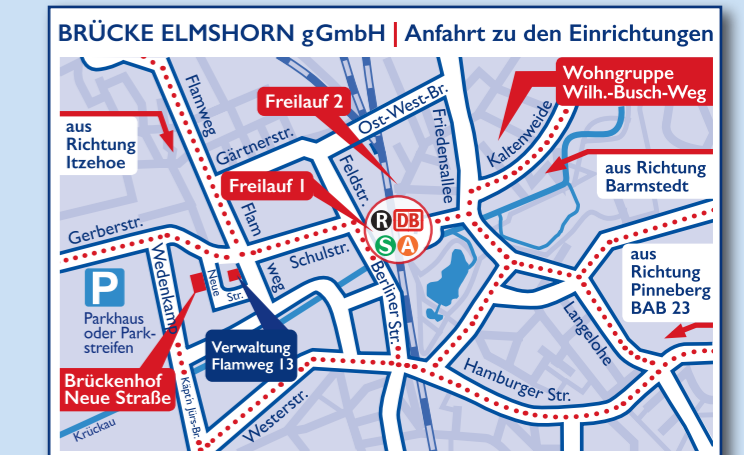 BRÜCKE ELMSHORN gGmbH | Anfahrt zu den Einrichtungen
Wohngruppe
Wilh.-Busch-Weg
Freilauf 2
Ost-West-Br.
Flamweg
Gärtnerstr.
Friedensallee
Kaltenweide
aus
Richtung
Itzehoe
aus Richtung
Barmstedt
Feldstr.
Freilauf 1
R DB
S A
Flam
weg
Gerberstr.
Schulstr.
Wedenkamp
Neue
Str.
Berliner Str.
aus
Richtung
Pinneberg
BAB 23
P
Parkhaus
oder Park-
streifen
Verwaltung
Flamweg 13
Langelohe
Brückenhof
Neue Straße
Käpt'n Jürs-Br.
Hamburger Str.
Westerstr.
Krückau